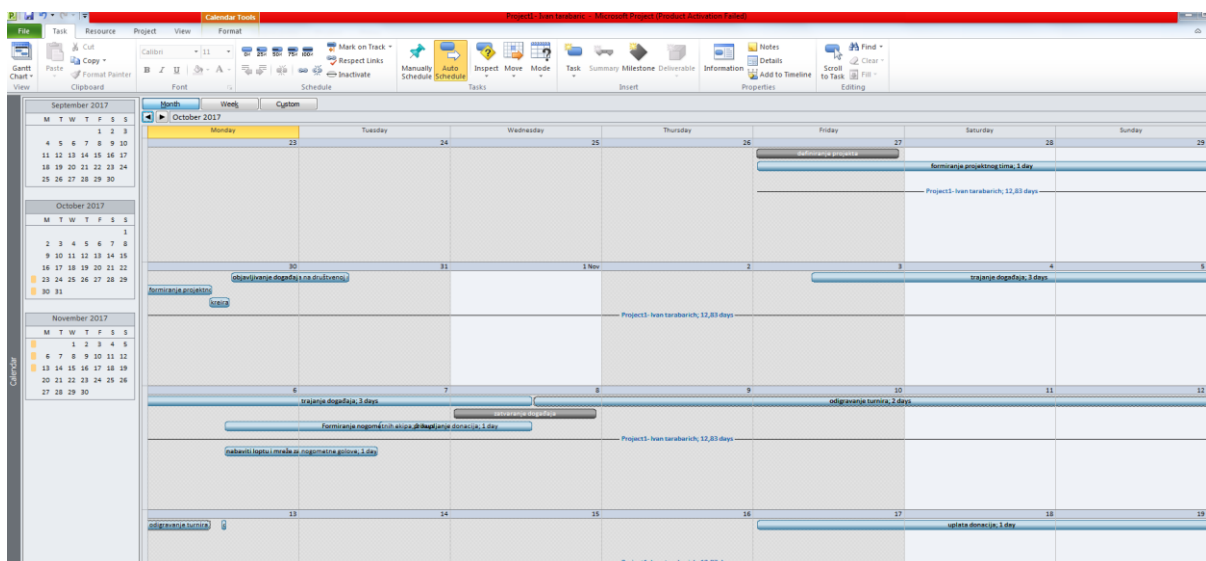 Calendar Tools
Project1- Ivan tarabaric - Microsoft Project (Product Activation Failed)
File Task Resource Project View Format
Gantt Chart
View
Paste
Cut
Copy
Format Painter
Clipboard
Calibri 11
B I U A
Font
0% 25% 50% 75% 100%
Mark on Track
Respect Links
Inactivate
Schedule
Manually Schedule
Auto Schedule
Inspect Move Mode
Tasks
Task Summary Milestone Deliverable
Insert
Information
Notes
Details
Add to Timeline
Properties
Scroll to Task
Find
Clear
Fill
Editing
Calendar
September 2017
M T W T F S S
1 2 3
4 5 6 7 8 9 10
11 12 13 14 15 16 17
18 19 20 21 22 23 24
25 26 27 28 29 30
October 2017
M T W T F S S
1
2 3 4 5 6 7 8
9 10 11 12 13 14 15
16 17 18 19 20 21 22
23 24 25 26 27 28 29
30 31
November 2017
M T W T F S S
1 2 3 4 5
6 7 8 9 10 11 12
13 14 15 16 17 18 19
20 21 22 23 24 25 26
27 28 29 30
Month Week Custom
October 2017
Monday Tuesday Wednesday Thursday Friday Saturday Sunday
23 24 25 26 27 28 29
definiranje projekta
formiranje projektnog tima; 1 day
Project1- Ivan tarabarich; 12,83 days
30 31 1 Nov 2 3 4 5
objavljivanje događaja na društvenoj
trajanje događaja; 3 days
formiranje projektn
kreira
Project1- Ivan tarabarich; 12,83 days
6 7 8 9 10 11 12
trajanje događaja; 3 days
odigravanje turnira; 2 days
zatvaranje događaja
Formiranje nogometnih akipa; donacija; 1 day
Project1- Ivan tarabarich; 12,83 days
nabaviti loptu i mreže za nogometne golove; 1 day
13 14 15 16 17 18 19
odigravanje turnira
uplata donacija; 1 day